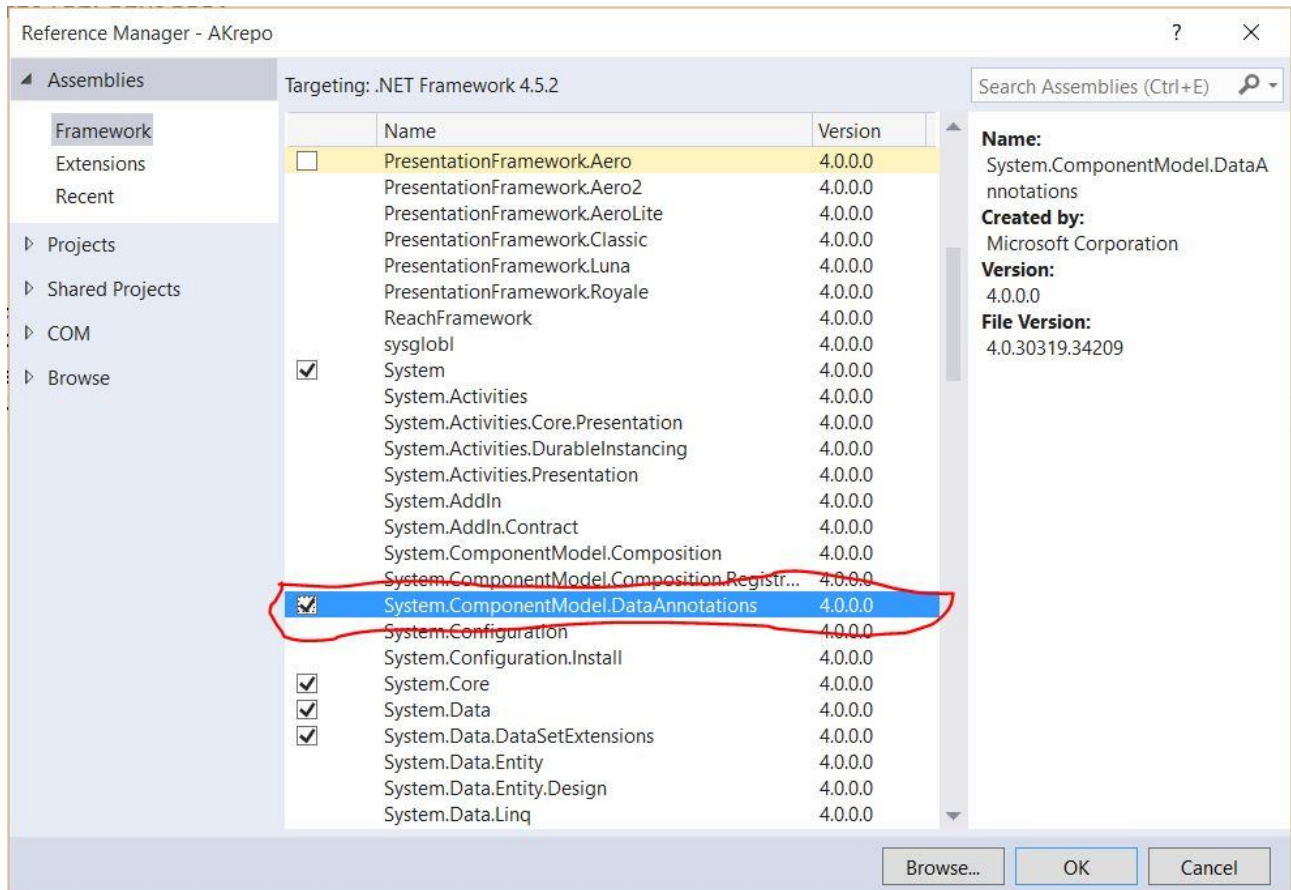 Reference Manager - AKrepo ?
Assemblies
Framework
Extensions
Recent
Projects
Shared Projects
COM
Browse
Targeting: .NET Framework 4.5.2
Name Version
PresentationFramework.Aero 4.0.0.0
PresentationFramework.Aero2 4.0.0.0
PresentationFramework.AeroLite 4.0.0.0
PresentationFramework.Classic 4.0.0.0
PresentationFramework.Luna 4.0.0.0
PresentationFramework.Royale 4.0.0.0
ReachFramework 4.0.0.0
sysglobl 4.0.0.0
System 4.0.0.0
System.Activities 4.0.0.0
System.Activities.Core.Presentation 4.0.0.0
System.Activities.DurableInstancing 4.0.0.0
System.Activities.Presentation 4.0.0.0
System.AddIn 4.0.0.0
System.AddIn.Contract 4.0.0.0
System.ComponentModel.Composition 4.0.0.0
System.ComponentModel.Composition.Registr... 4.0.0.0
System.ComponentModel.DataAnnotations 4.0.0.0
System.Configuration 4.0.0.0
System.Configuration.Install 4.0.0.0
System.Core 4.0.0.0
System.Data 4.0.0.0
System.Data.DataSetExtensions 4.0.0.0
System.Data.Entity 4.0.0.0
System.Data.Entity.Design 4.0.0.0
System.Data.Linq 4.0.0.0
Search Assemblies (Ctrl+E)
Name:
System.ComponentModel.DataA
nnotations
Created by:
Microsoft Corporation
Version:
4.0.0.0
File Version:
4.0.30319.34209
Browse... OK Cancel